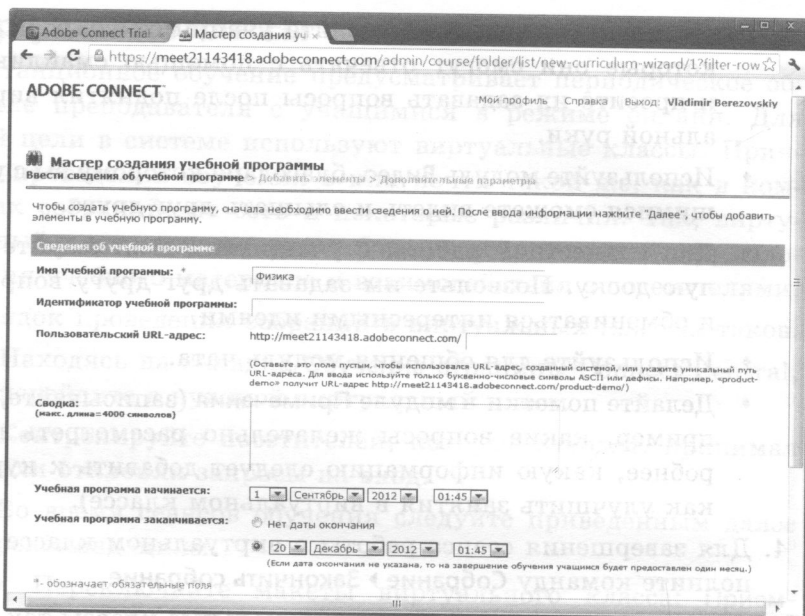 Adobe Connect Trial
Мастер создания уч
https://meet21143418.adobeconnect.com/admin/course/folder/list/new-curriculum-wizard/1?filter-row
ADOBE® CONNECT™
Мой профиль Справка Выход: Vladimir Berezovskiy
Мастер создания учебной программы
Ввести сведения об учебной программе > Добавить элементы > Дополнительные параметры
Чтобы создать учебную программу, сначала необходимо ввести сведения о ней. После ввода информации нажмите "Далее", чтобы добавить
элементы в учебную программу.
Сведения об учебной программе
Имя учебной программы: * Физика
Идентификатор учебной программы:
Пользовательский URL-адрес: http://meet21143418.adobeconnect.com/
(Оставьте это поле пустым, чтобы использовался URL-адрес, созданный системой, или укажите уникальный путь
URL-адреса. Для ввода используйте только буквенно-числовые символы ASCII или дефисы. Например, «product-
demo» получит URL-адрес http://meet21143418.adobeconnect.com/product-demo/)
Сводка:
(макс. длина=4000 символов)
Учебная программа начинается: 1 Сентябрь 2012 01:45
Учебная программа заканчивается: Нет даты окончания
20 Декабрь 2012 01:45
(Если дата окончания не указана, то на завершение обучения учащимся будет предоставлен один месяц.)
*- обозначает обязательные поля